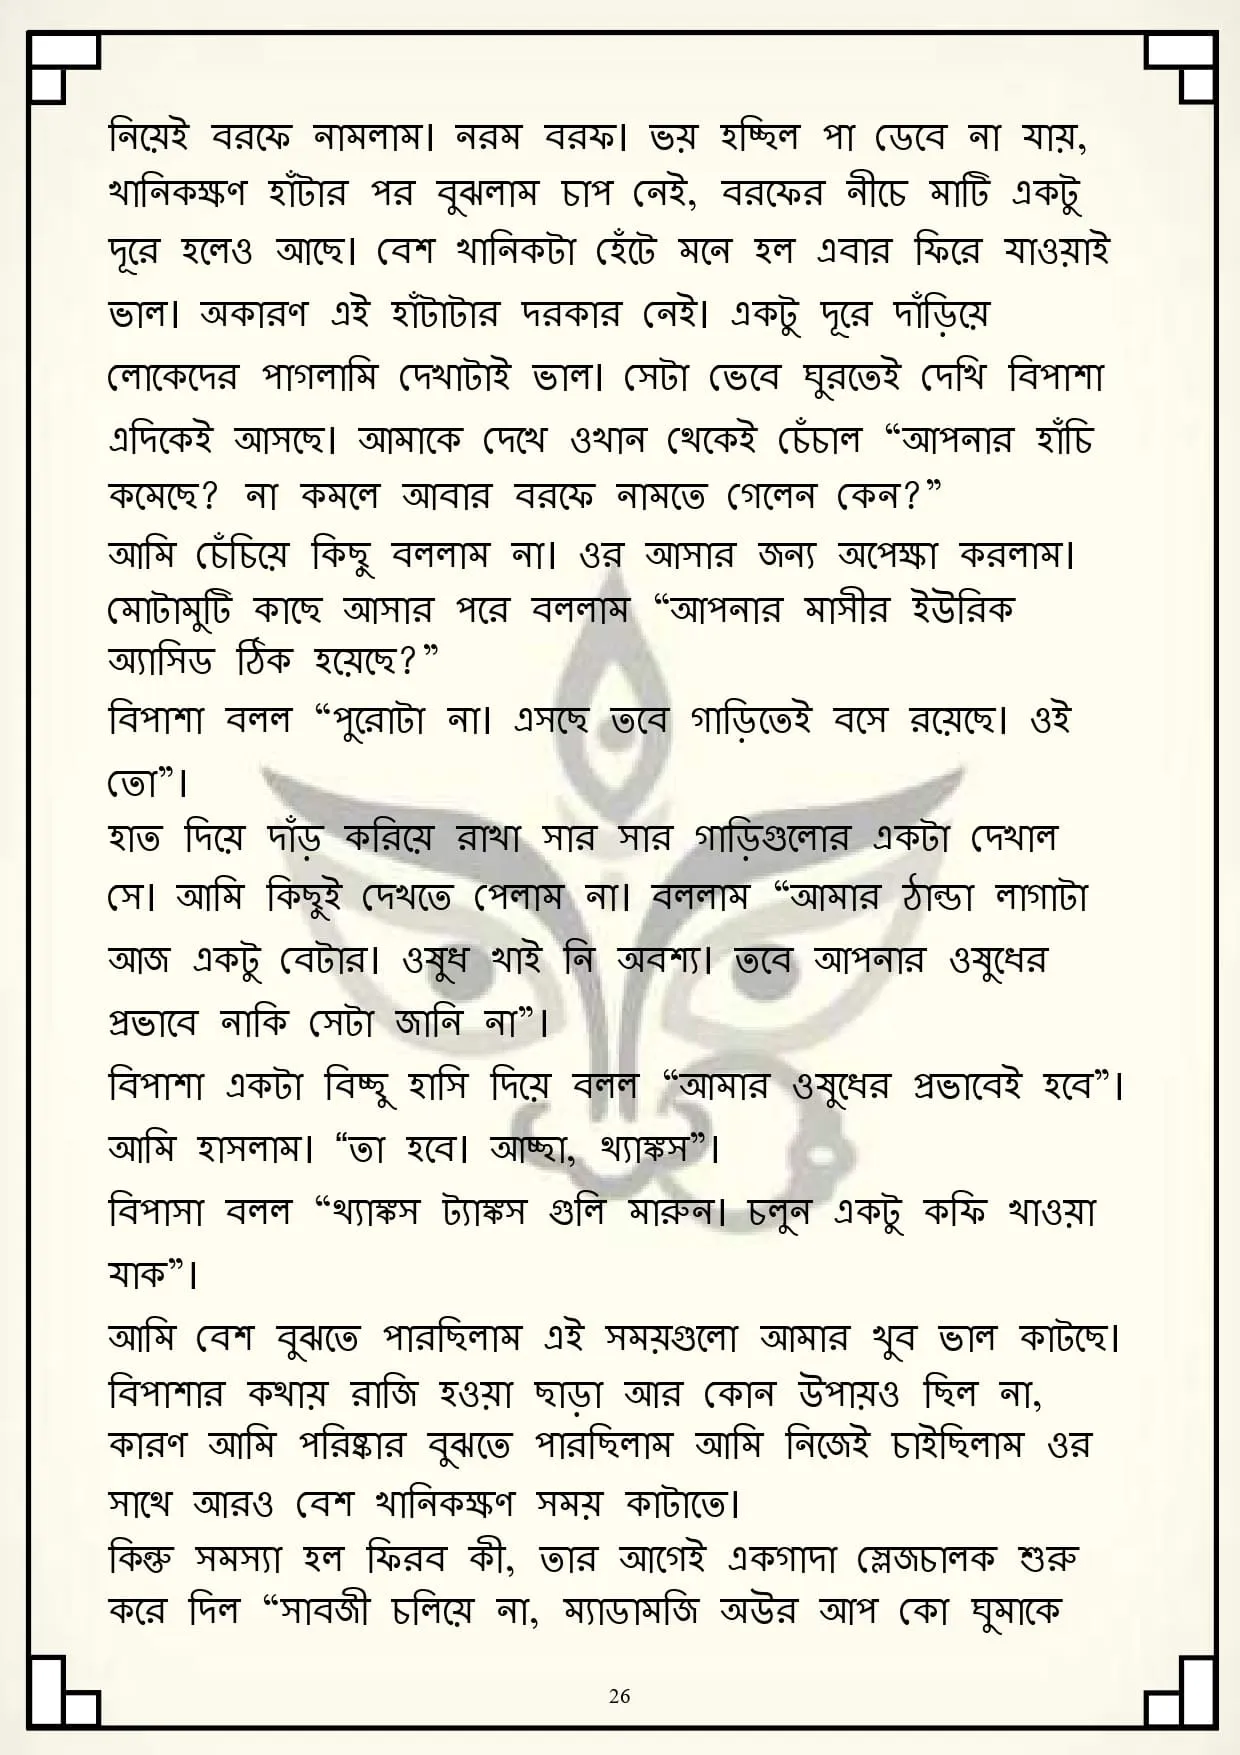 নিয়েই বরফে নামলাম। নরম বরফ। ভয় হচ্ছিল পা ডেবে না যায়,
খানিকক্ষণ হাঁটার পর বুঝলাম চাপ নেই, বরফের নীচে মাটি একটু
দূরে হলেও আছে। বেশ খানিকটা হেঁটে মনে হল এবার ফিরে যাওয়াই
ভাল। অকারণ এই হাঁটাটার দরকার নেই। একটু দূরে দাঁড়িয়ে
লোকেদের পাগলামি দেখাটাই ভাল। সেটা ভেবে ঘুরতেই দেখি বিপাশা
এদিকেই আসছে। আমাকে দেখে ওখান থেকেই চেঁচাল “আপনার হাঁচি
কমেছে? না কমলে আবার বরফে নামতে গেলেন কেন?”
আমি চেঁচিয়ে কিছু বললাম না। ওর আসার জন্য অপেক্ষা করলাম।
মোটামুটি কাছে আসার পরে বললাম “আপনার মাসীর ইউরিক
অ্যাসিড ঠিক হয়েছে?”
বিপাশা বলল “পুরোটা না। এসছে তবে গাড়িতেই বসে রয়েছে। ওই
তো”।
হাত দিয়ে দাঁড় করিয়ে রাখা সার সার গাড়িগুলোর একটা দেখাল
সে। আমি কিছুই দেখতে পেলাম না। বললাম “আমার ঠান্ডা লাগাটা
আজ একটু বেটার। ওষুধ খাই নি অবশ্য। তবে আপনার ওষুধের
প্রভাবে নাকি সেটা জানি না”।
বিপাশা একটা বিচ্ছু হাসি দিয়ে বলল “আমার ওষুধের প্রভাবেই হবে”।
আমি হাসলাম। “তা হবে। আচ্ছা, থ্যাঙ্কস”।
বিপাসা বলল “থ্যাঙ্কস ট্যাঙ্কস গুলি মারুন। চলুন একটু কফি খাওয়া
যাক”।
আমি বেশ বুঝতে পারছিলাম এই সময়গুলো আমার খুব ভাল কাটছে।
বিপাশার কথায় রাজি হওয়া ছাড়া আর কোন উপায়ও ছিল না,
কারণ আমি পরিষ্কার বুঝতে পারছিলাম আমি নিজেই চাইছিলাম ওর
সাথে আরও বেশ খানিকক্ষণ সময় কাটাতে।
কিন্তু সমস্যা হল ফিরব কী, তার আগেই একগাদা স্লেজচালক শুরু
করে দিল “সাবজী চলিয়ে না, ম্যাডামজি অউর আপ কো ঘুমাকে
26